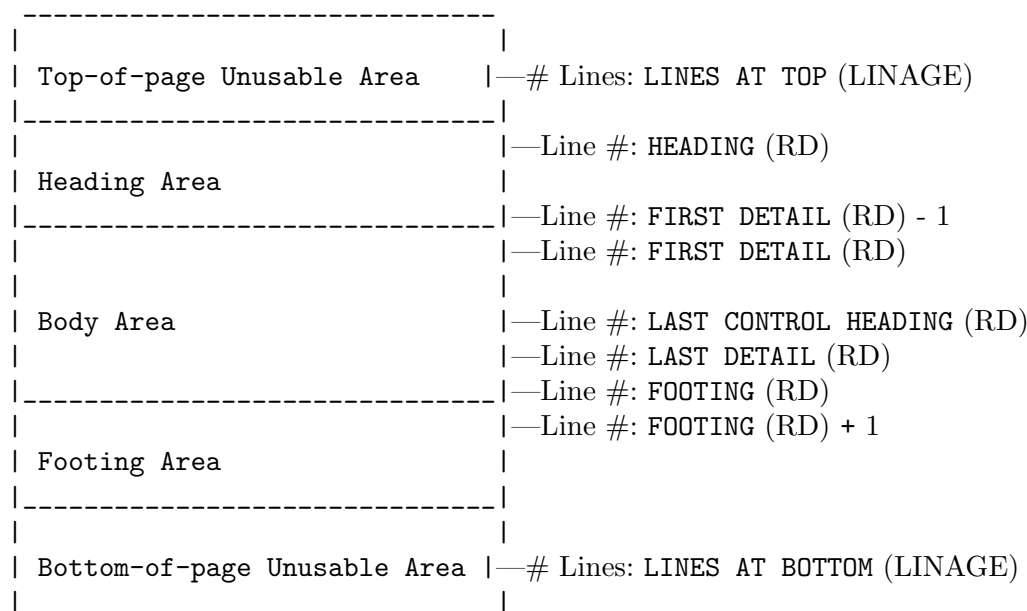 Top-of-page Unusable Area —# Lines: LINES AT TOP (LINAGE)
—Line #: HEADING (RD)
Heading Area
—Line #: FIRST DETAIL (RD) - 1
—Line #: FIRST DETAIL (RD)
Body Area —Line #: LAST CONTROL HEADING (RD)
—Line #: LAST DETAIL (RD)
—Line #: FOOTING (RD)
—Line #: FOOTING (RD) + 1
Footing Area
Bottom-of-page Unusable Area —# Lines: LINES AT BOTTOM (LINAGE)